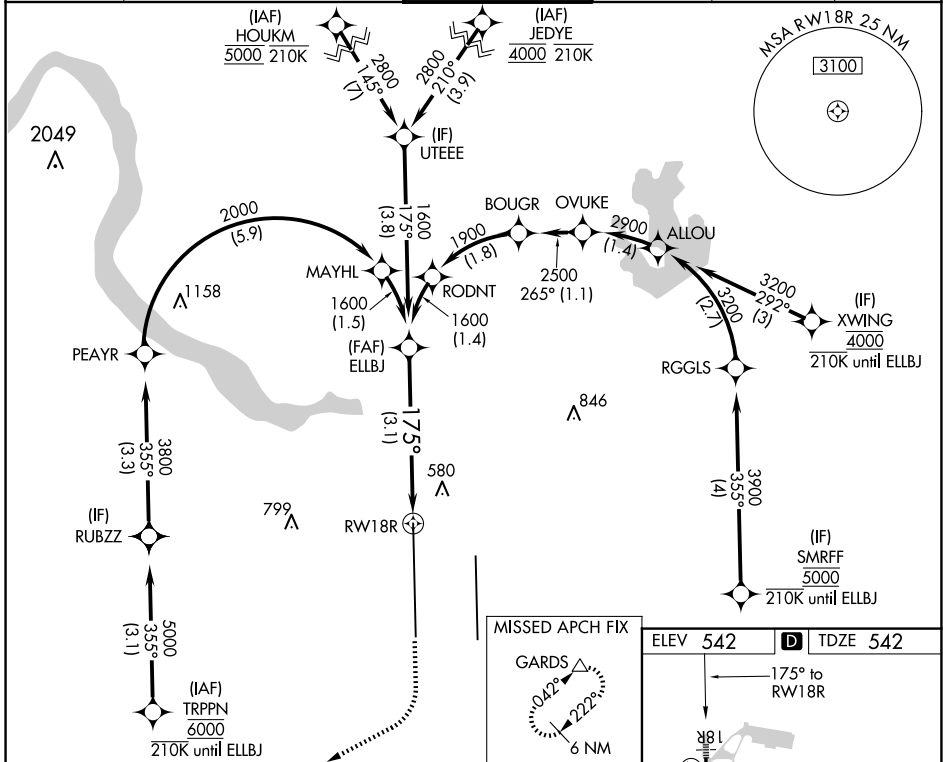 (IAF)
HOUKM
5000 210K
(IAF)
JEDYE
4000 210K
MSA RW18R 25 NM
3100
2800
145°
(7)
2800
210°
(3.9)
2049
(IF)
UTEEE
1600
175°
(3.8)
2000
(5.9)
BOUGR
OVUKE
1900
(1.8)
2900
(1.4)
ALLOU
MAYHL
RODNT
2500
265° (1.1)
1158
1600
(1.5)
1600
(1.4)
3200
(2.7)
3200
292°
(3)
(IF)
XWING
4000
210K until ELLBJ
PEAYR
(FAF)
ELLBJ
RGGLS
846
175°
(3.1)
3800
355°
(3.3)
580
3900
355°
(4)
799
(IF)
RUBZZ
RW18R
(IF)
SMRFF
5000
210K until ELLBJ
5000
355°
(3.1)
MISSED APCH FIX
GARDS
042°
222°
6 NM
ELEV 542 D TDZE 542
175° to
RW18R
18R
(IAF)
TRPPN
6000
210K until ELLBJ